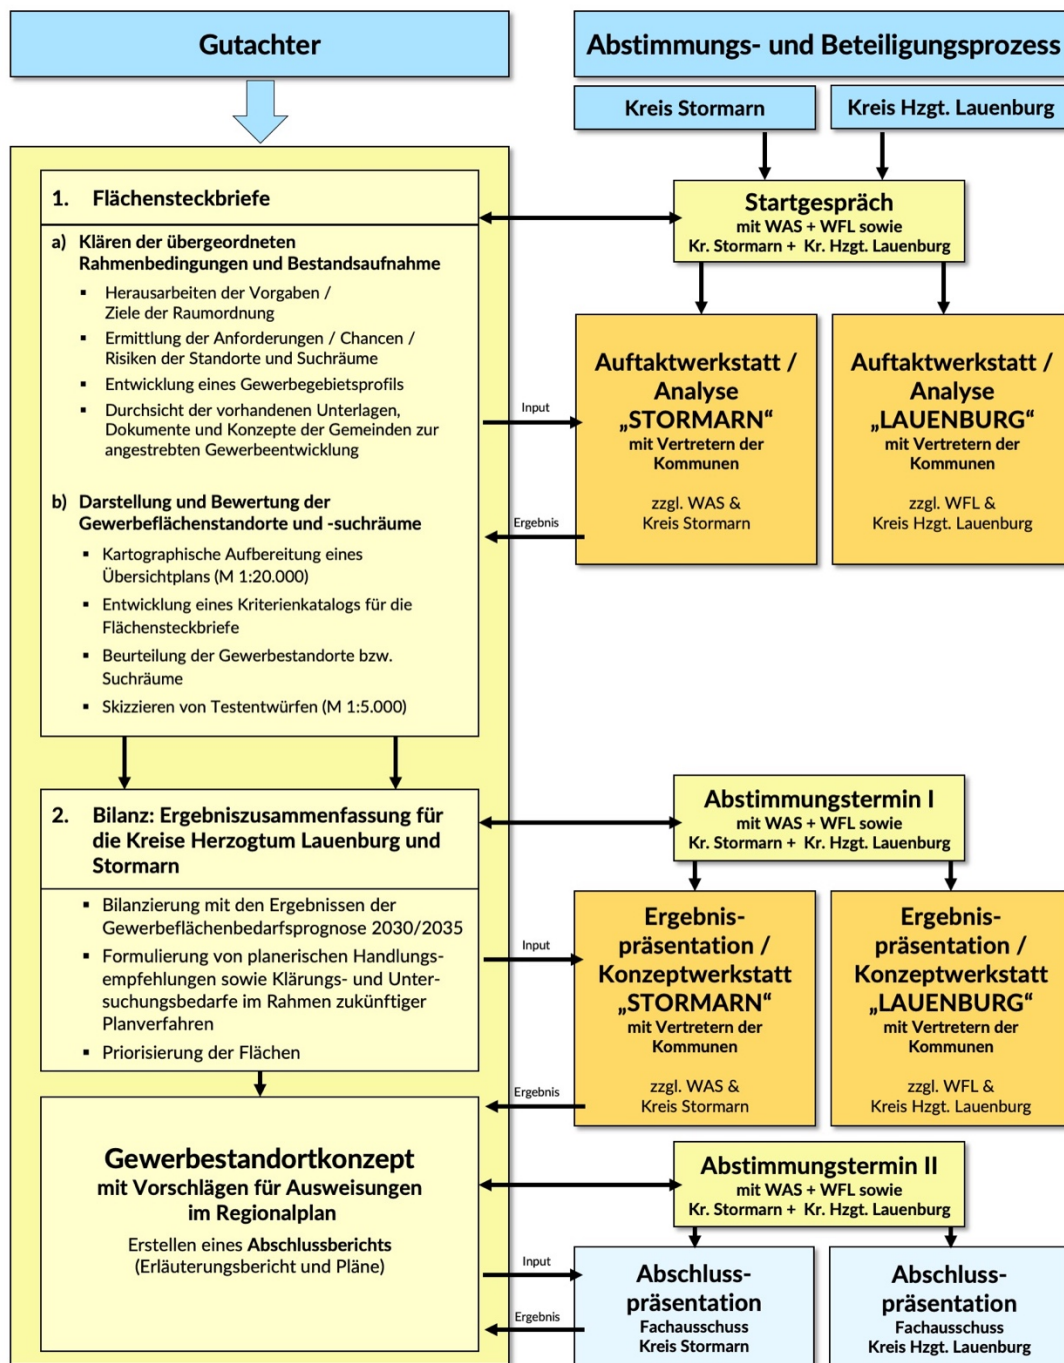 Gutachter
Abstimmungs- und Beteiligungsprozess
Kreis Stormarn
Kreis Hzgt. Lauenburg
1. Flächensteckbriefe
a) Klären der übergeordneten
Rahmenbedingungen und Bestandsaufnahme
▪ Herausarbeiten der Vorgaben /
Ziele der Raumordnung
▪ Ermittlung der Anforderungen / Chancen /
Risiken der Standorte und Suchräume
▪ Entwicklung eines Gewerbegebietsprofils
▪ Durchsicht der vorhandenen Unterlagen,
Dokumente und Konzepte der Gemeinden zur
angestrebten Gewerbeentwicklung
b) Darstellung und Bewertung der
Gewerbeflächenstandorte und -suchräume
▪ Kartographische Aufbereitung eines
Übersichtplans (M 1:20.000)
▪ Entwicklung eines Kriterienkatalogs für die
Flächensteckbriefe
▪ Beurteilung der Gewerbestandorte bzw.
Suchräume
▪ Skizzieren von Testentwürfen (M 1:5.000)
Startgespräch
mit WAS + WFL sowie
Kr. Stormarn + Kr. Hzgt. Lauenburg
Input
Ergebnis
Auftaktwerkstatt /
Analyse
„STORMARN“
mit Vertretern der
Kommunen
zzgl. WAS &
Kreis Stormarn
Auftaktwerkstatt /
Analyse
„LAUENBURG“
mit Vertretern der
Kommunen
zzgl. WFL &
Kreis Hzgt. Lauenburg
2. Bilanz: Ergebniszusammenfassung für
die Kreise Herzogtum Lauenburg und
Stormarn
▪ Bilanzierung mit den Ergebnissen der
Gewerbeflächenbedarfsprognose 2030/2035
▪ Formulierung von planerischen Handlungs-
empfehlungen sowie Klärungs- und Unter-
suchungsbedarfe im Rahmen zukünftiger
Planverfahren
▪ Priorisierung der Flächen
Abstimmungstermin I
mit WAS + WFL sowie
Kr. Stormarn + Kr. Hzgt. Lauenburg
Input
Ergebnis
Ergebnis-
präsentation /
Konzeptwerkstatt
„STORMARN“
mit Vertretern der
Kommunen
zzgl. WAS &
Kreis Stormarn
Ergebnis-
präsentation /
Konzeptwerkstatt
„LAUENBURG“
mit Vertretern der
Kommunen
zzgl. WFL &
Kreis Hzgt. Lauenburg
Gewerbestandortkonzept
mit Vorschlägen für Ausweisungen
im Regionalplan
Erstellen eines Abschlussberichts
(Erläuterungsbericht und Pläne)
Abstimmungstermin II
mit WAS + WFL sowie
Kr. Stormarn + Kr. Hzgt. Lauenburg
Input
Ergebnis
Abschluss-
präsentation
Fachausschuss
Kreis Stormarn
Abschluss-
präsentation
Fachausschuss
Kreis Hzgt. Lauenburg